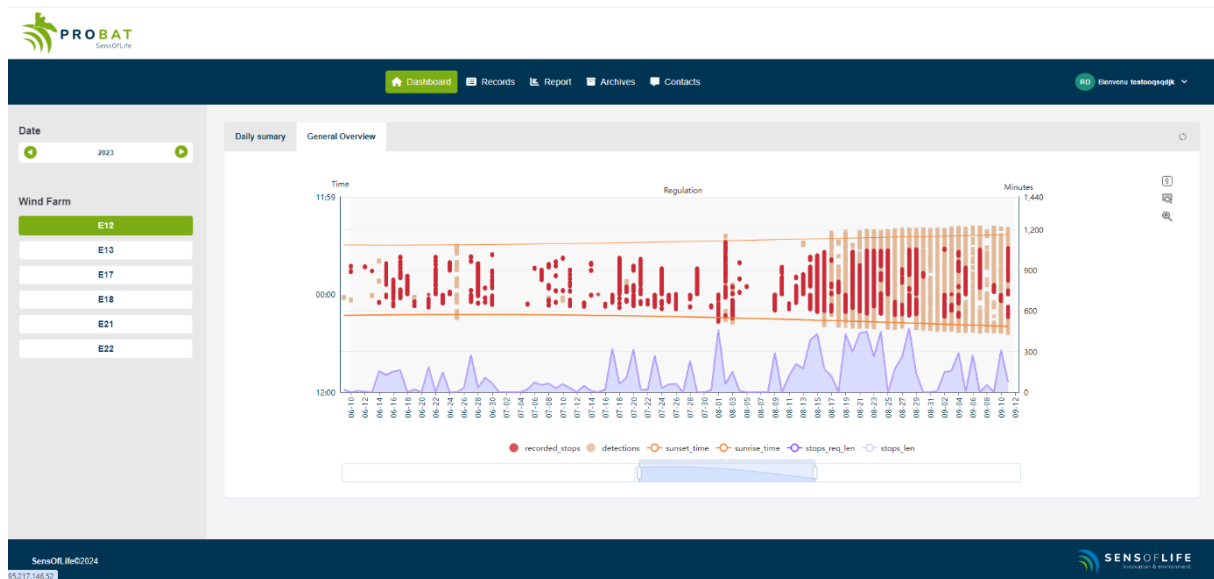 PROBAT
SensOfLife
Dashboard Records Report Archives Contacts
RD Bienvenu testooqsqdjk
Date
2023
Wind Farm
E12
E13
E17
E18
E21
E22
Daily sumary General Overview
Time Regulation Minutes
11:59 1,440
1,200
900
00:00
600
300
12:00 0
06-10 06-12 06-14 06-16 06-18 06-20 06-22 06-24 06-26 06-28 06-30 07-02 07-04 07-06 07-08 07-10 07-12 07-14 07-16 07-18 07-20 07-22 07-24 07-26 07-28 07-30 08-01 08-03 08-05 08-07 08-09 08-11 08-13 08-15 08-17 08-19 08-21 08-23 08-25 08-27 08-29 08-31 09-02 09-04 09-06 09-08 09-10 09-12
recorded_stops detections sunset_time sunrise_time stops_req_len stops_len
SensOfLife©2024
SENSOFLIFE
Innovation & environment
95.217.146.52